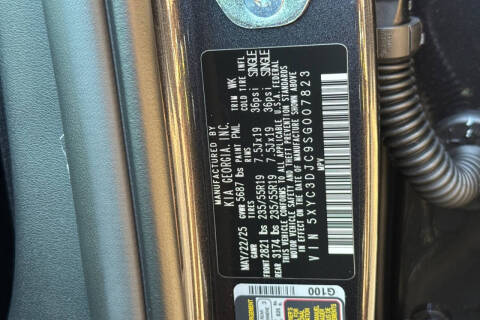 MANUFACTURED BY
KIA GEORGIA, INC.
MAY/22/25 GVWR 5687 lbs PAINT PWL TRIM WK
GAWR TIRES RIMS COLD TIRE INFL
FRONT 2821 lbs 235/55R19 7.5Jx19 36psi SINGLE
REAR 3174 lbs 235/55R19 7.5Jx19 36psi SINGLE
THIS VEHICLE CONFORMS TO ALL APPLICABLE U.S.A. FEDERAL
MOTOR VEHICLE SAFETY AND THEFT PREVENTION STANDARDS
IN EFFECT ON THE DATE OF MANUFACTURE SHOWN ABOVE
VIN 5XYC3DJC9SG007823
MPV
G100